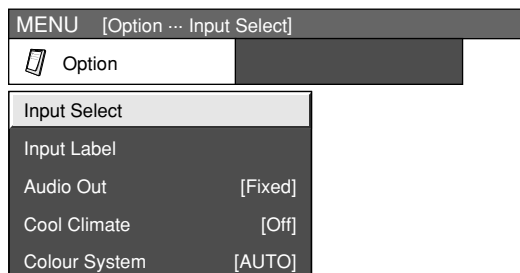 MENU [Option ··· Input Select]
Option
Input Select
Input Label
Audio Out [Fixed]
Cool Climate [Off]
Colour System [AUTO]